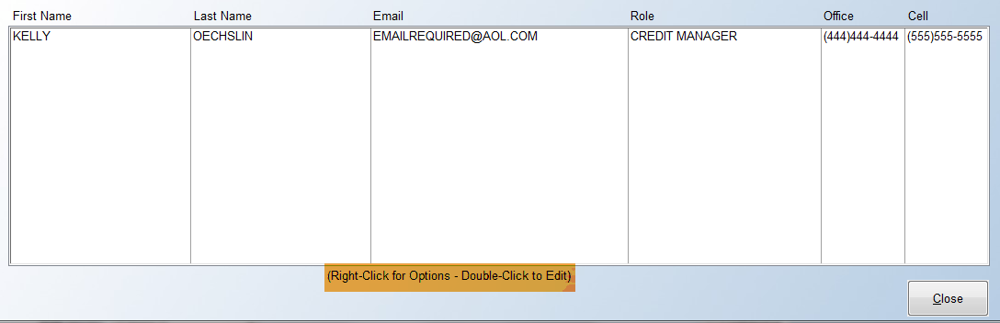 First Name Last Name Email Role Office Cell
KELLY OECHSLIN EMAILREQUIRED@AOL.COM CREDIT MANAGER (444)444-4444 (555)555-5555
(Right-Click for Options - Double-Click to Edit)
Close